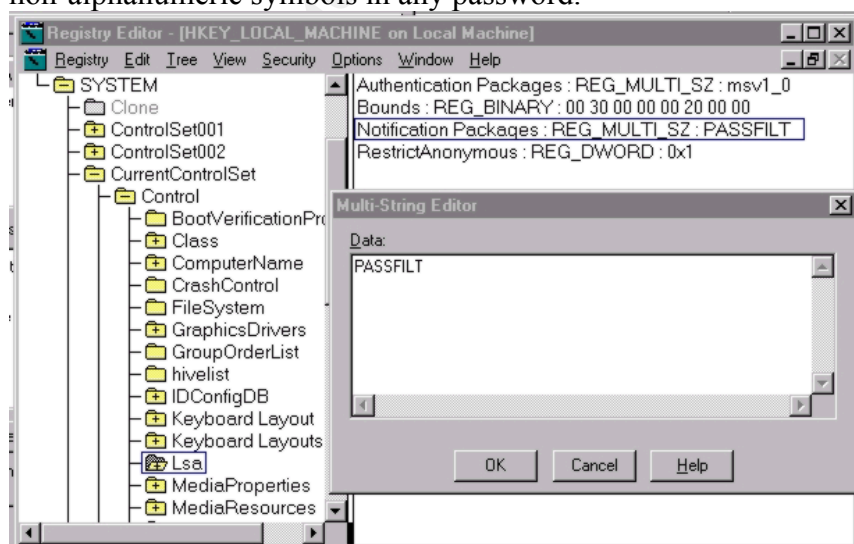 non-alphanumeric symbols in any password.
Registry Editor - [HKEY_LOCAL_MACHINE on Local Machine]
Registry Edit Tree View Security Options Window Help
SYSTEM
Clone
ControlSet001
ControlSet002
CurrentControlSet
Control
BootVerificationPro
Class
ComputerName
CrashControl
FileSystem
GraphicsDrivers
GroupOrderList
hivelist
IDConfigDB
Keyboard Layout
Keyboard Layouts
Lsa
MediaProperties
MediaResources
Authentication Packages : REG_MULTI_SZ : msv1_0
Bounds : REG_BINARY : 00 30 00 00 00 20 00 00
Notification Packages : REG_MULTI_SZ : PASSFILT
RestrictAnonymous : REG_DWORD : 0x1
Multi-String Editor
Data:
PASSFILT
OK Cancel Help